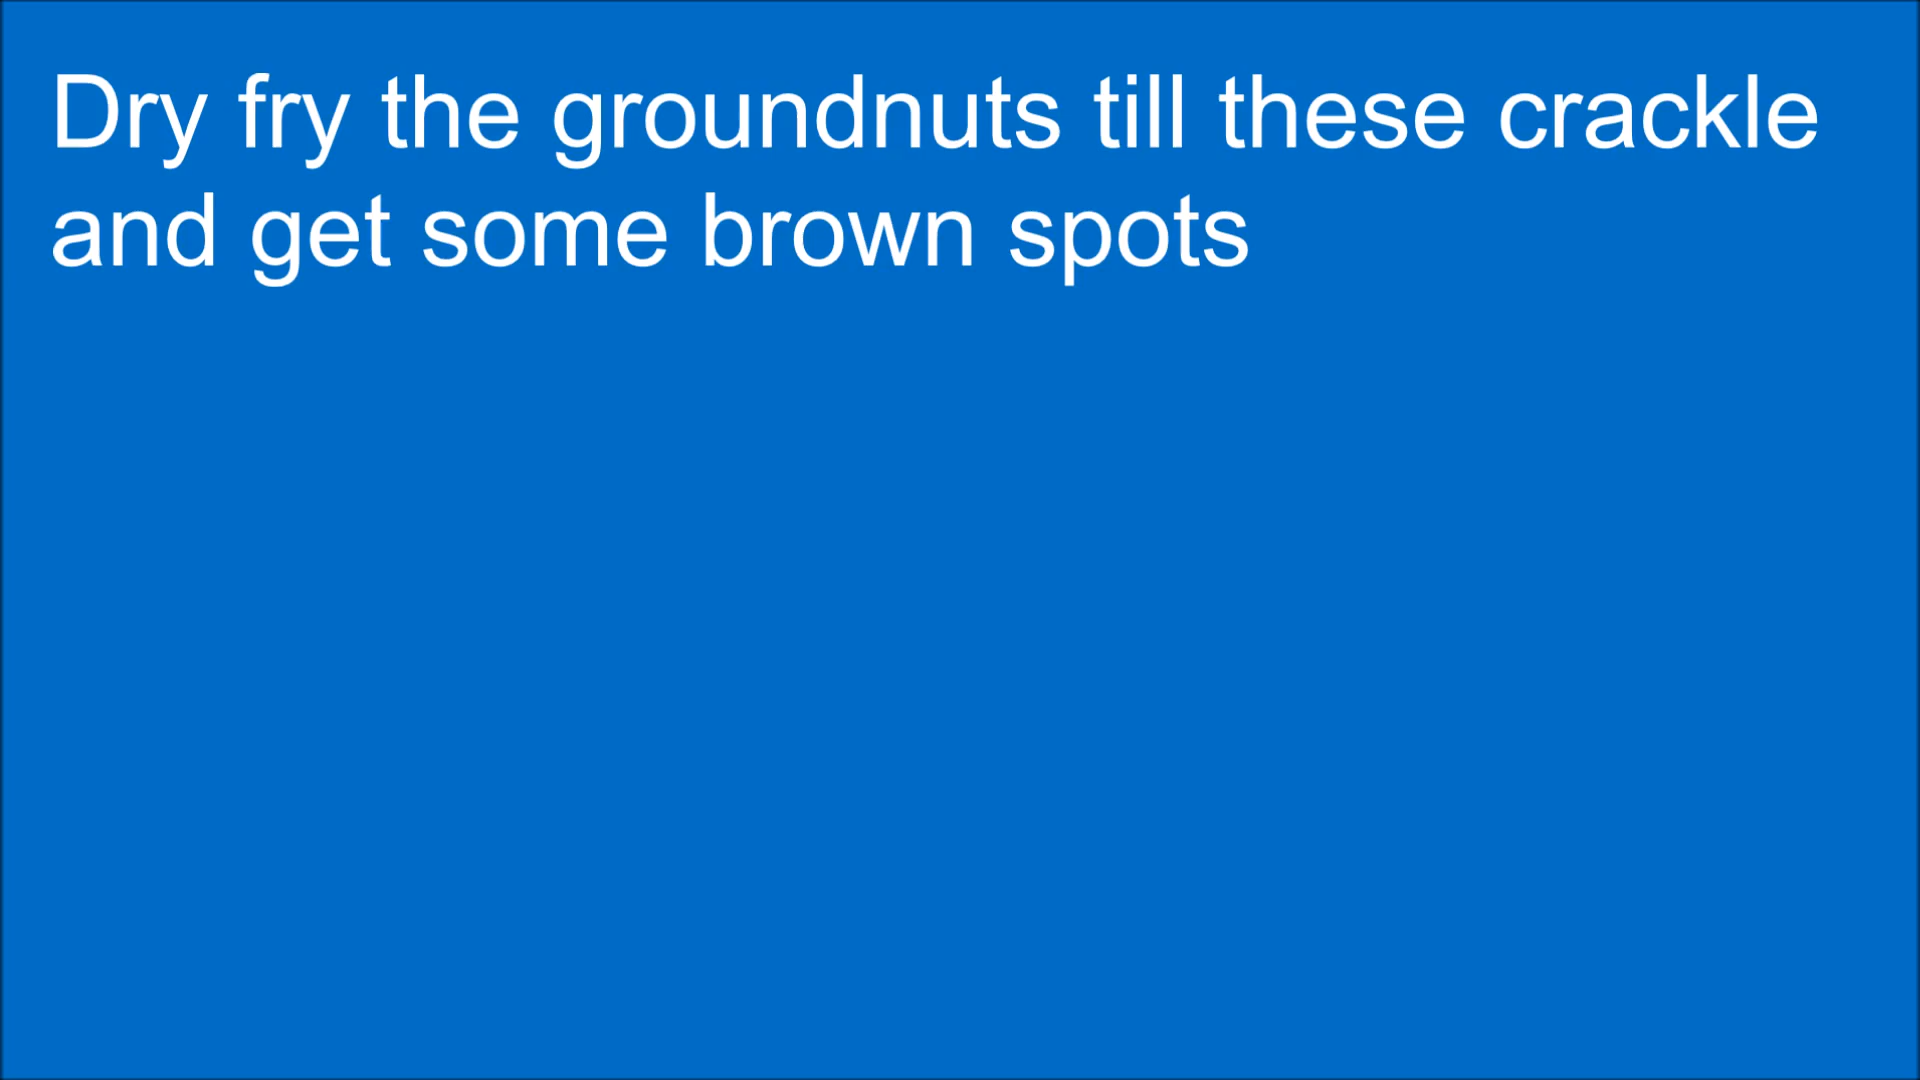 Dry fry the groundnuts till these crackle
and get some brown spots